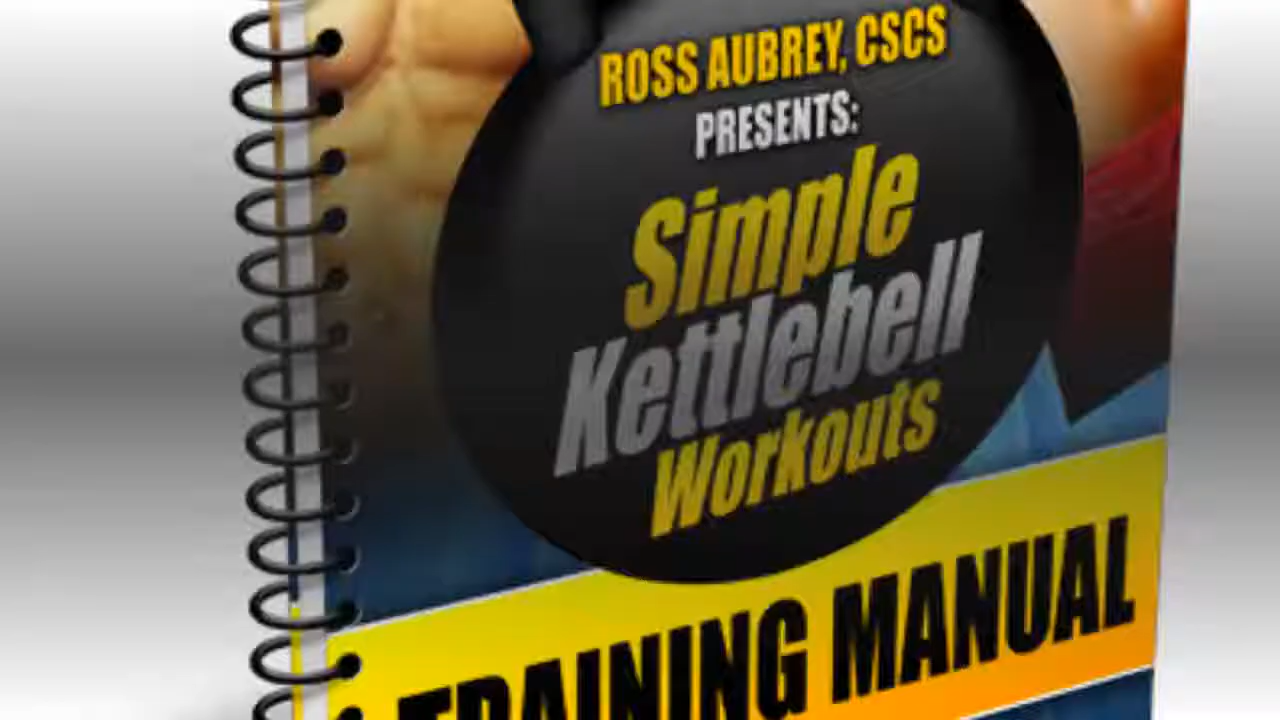 ROSS AUBREY, CSCS
PRESENTS:
Simple
Kettlebell
Workouts
TRAINING MANUAL